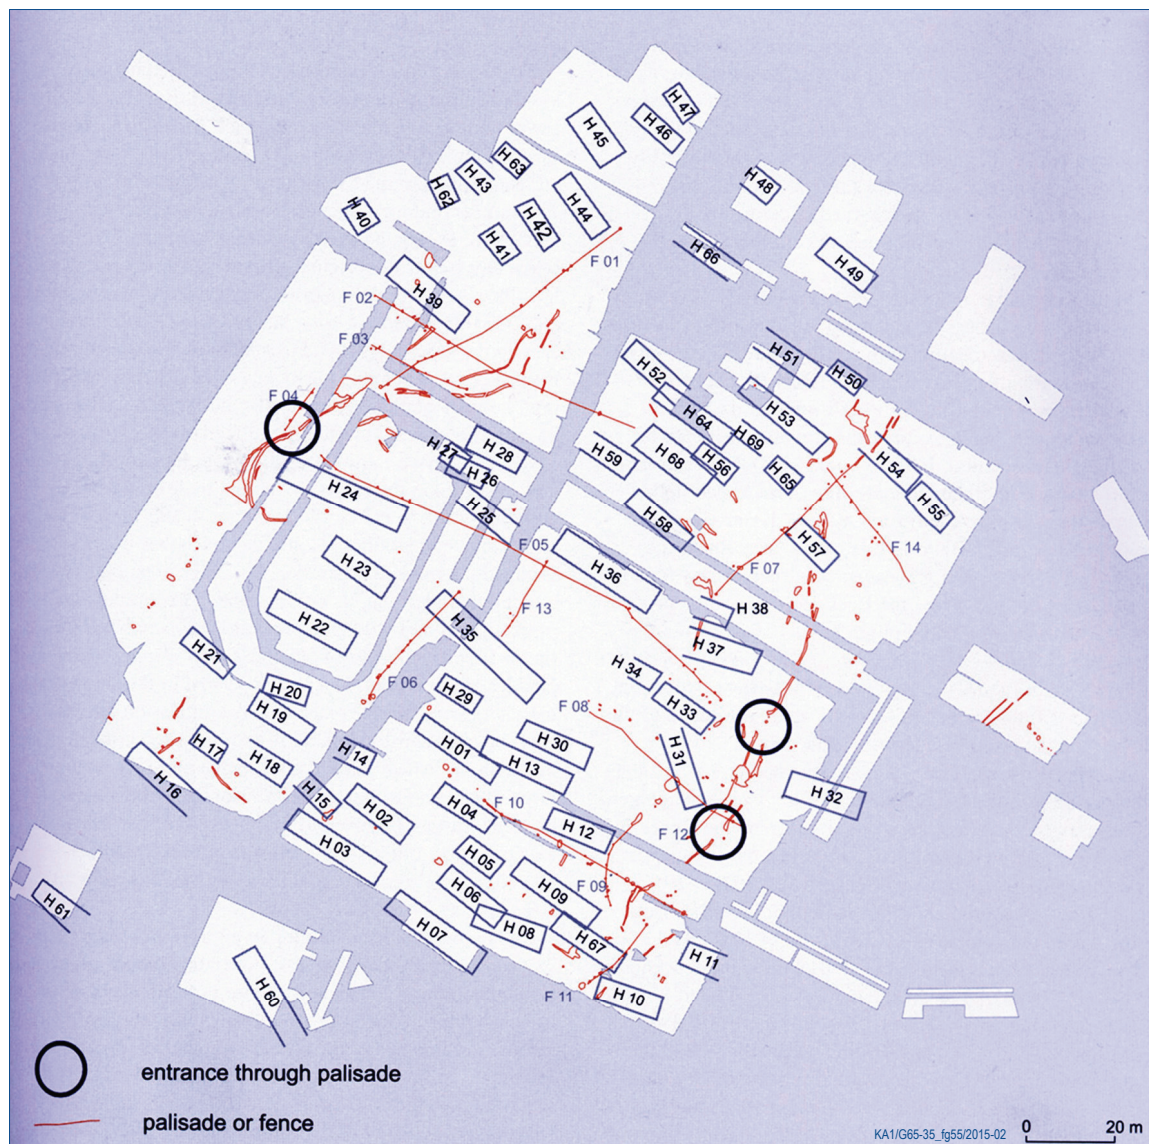 H 47
H 46
H 45
H 63
H 43
H 62
H 48
H 40
H 44
H 42
H 41
H 66
H 49
F 01
H 39
F 02
F 03
H 51
H 50
H 52
F 04
H 53
H 64
H 69
H 28
H 27
H 26
H 59
H 68
H 56
H 65
H 54
H 24
H 25
H 58
H 55
F 05
H 57
F 14
H 36
F 07
H 23
F 13
H 38
H 22
H 35
H 37
H 21
H 34
F 06
H 20
H 29
H 33
F 08
H 19
H 01
H 30
H 17
H 18
H 14
H 13
H 31
H 16
H 15
H 02
H 04
F 10
H 32
H 12
F 12
H 03
H 05
H 06
H 09
F 09
H 61
H 07
H 08
H 67
H 11
H 60
F 11
H 10
entrance through palisade
palisade or fence
KA1/G65-35_fg55/2015-02
0 20 m